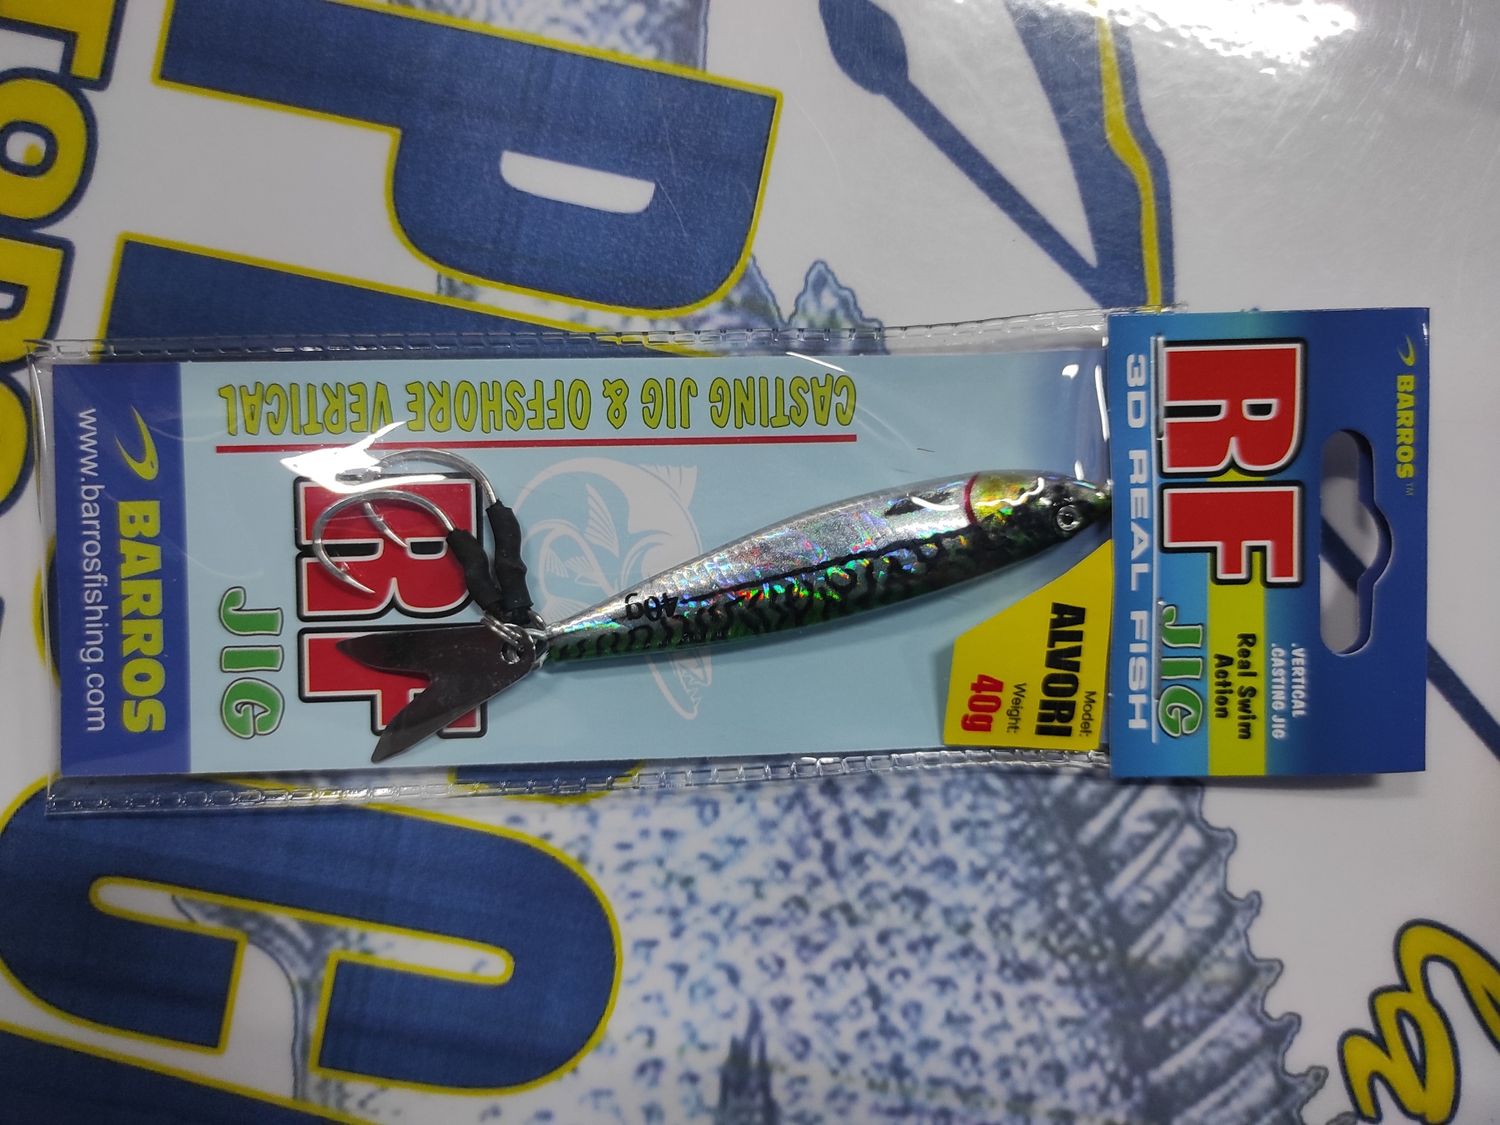 BARROS™
RF
JIG
3D REAL FISH
.VERTICAL
.CASTING JIG
Real Swim
Action
Model:
ALVORI
Weight:
40g
CASTING JIG & OFFSHORE VERTICAL
40g
RF
JIG
BARROS
www.barrosfishing.com